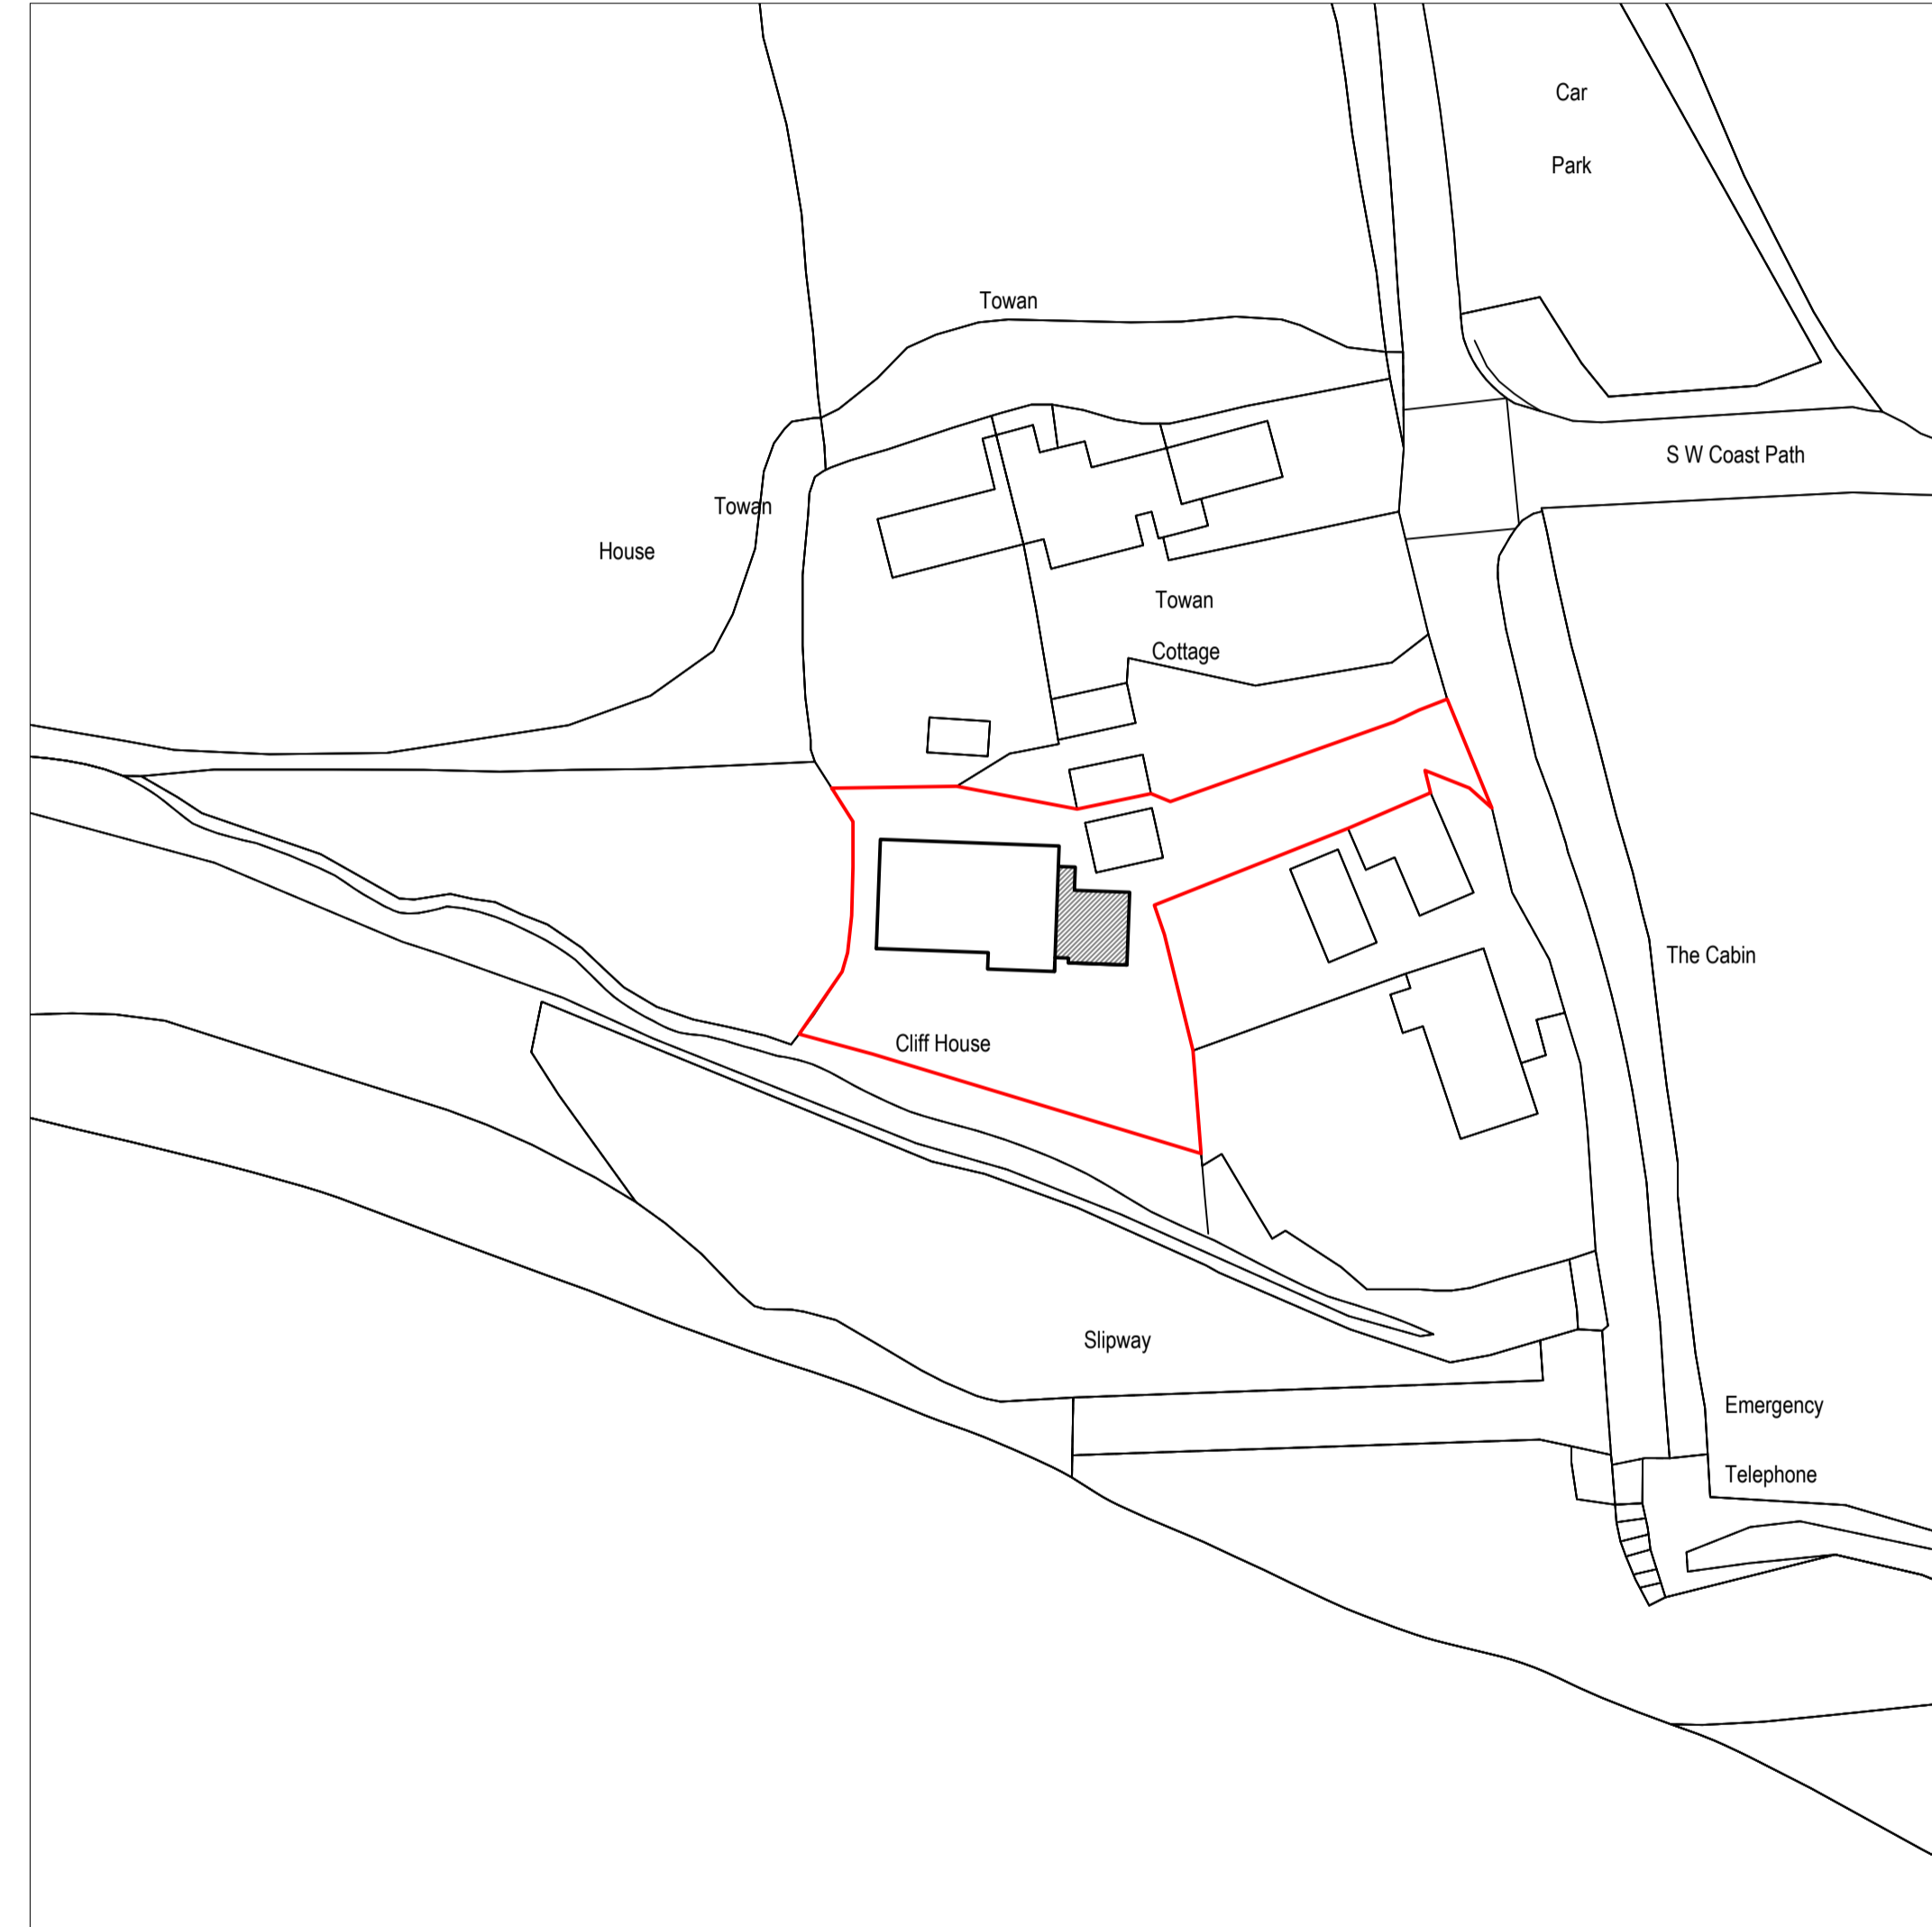 Car
Park
Towan
S W Coast Path
Towan
House
Towan
Cottage
The Cabin
Cliff House
Slipway
Emergency
Telephone